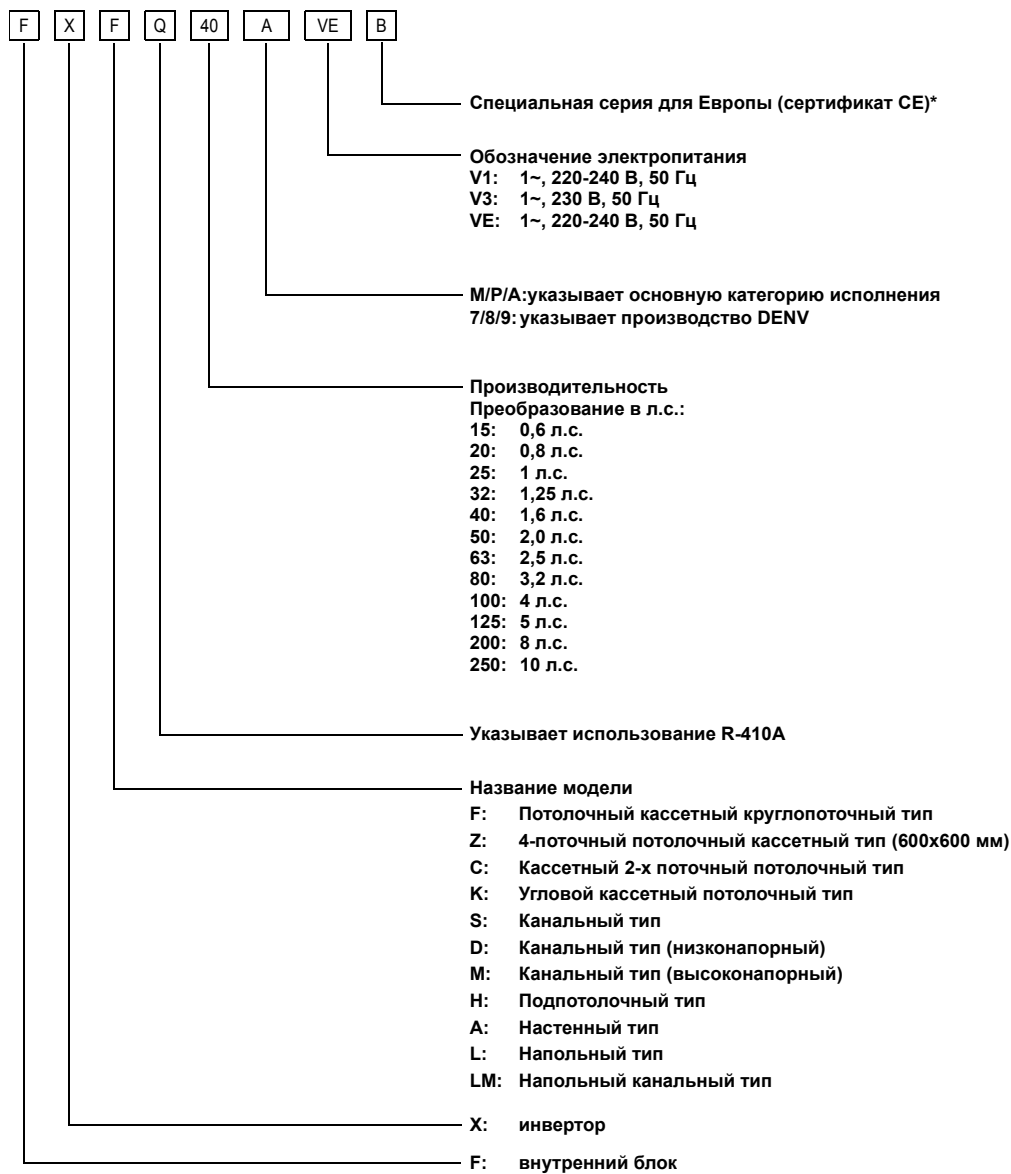 F X F Q 40 A VE B
Специальная серия для Европы (сертификат CE)*
Обозначение электропитания
V1: 1~, 220-240 В, 50 Гц
V3: 1~, 230 В, 50 Гц
VE: 1~, 220-240 В, 50 Гц
M/P/A:указывает основную категорию исполнения
7/8/9: указывает производство DENV
Производительность
Преобразование в л.с.:
15: 0,6 л.с.
20: 0,8 л.с.
25: 1 л.с.
32: 1,25 л.с.
40: 1,6 л.с.
50: 2,0 л.с.
63: 2,5 л.с.
80: 3,2 л.с.
100: 4 л.с.
125: 5 л.с.
200: 8 л.с.
250: 10 л.с.
Указывает использование R-410A
Название модели
F: Потолочный кассетный круглопоточный тип
Z: 4-поточный потолочный кассетный тип (600x600 мм)
C: Кассетный 2-х поточный потолочный тип
K: Угловой кассетный потолочный тип
S: Канальный тип
D: Канальный тип (низконапорный)
M: Канальный тип (высоконапорный)
H: Подпотолочный тип
A: Настенный тип
L: Напольный тип
LM: Напольный канальный тип
X: инвертор
F: внутренний блок